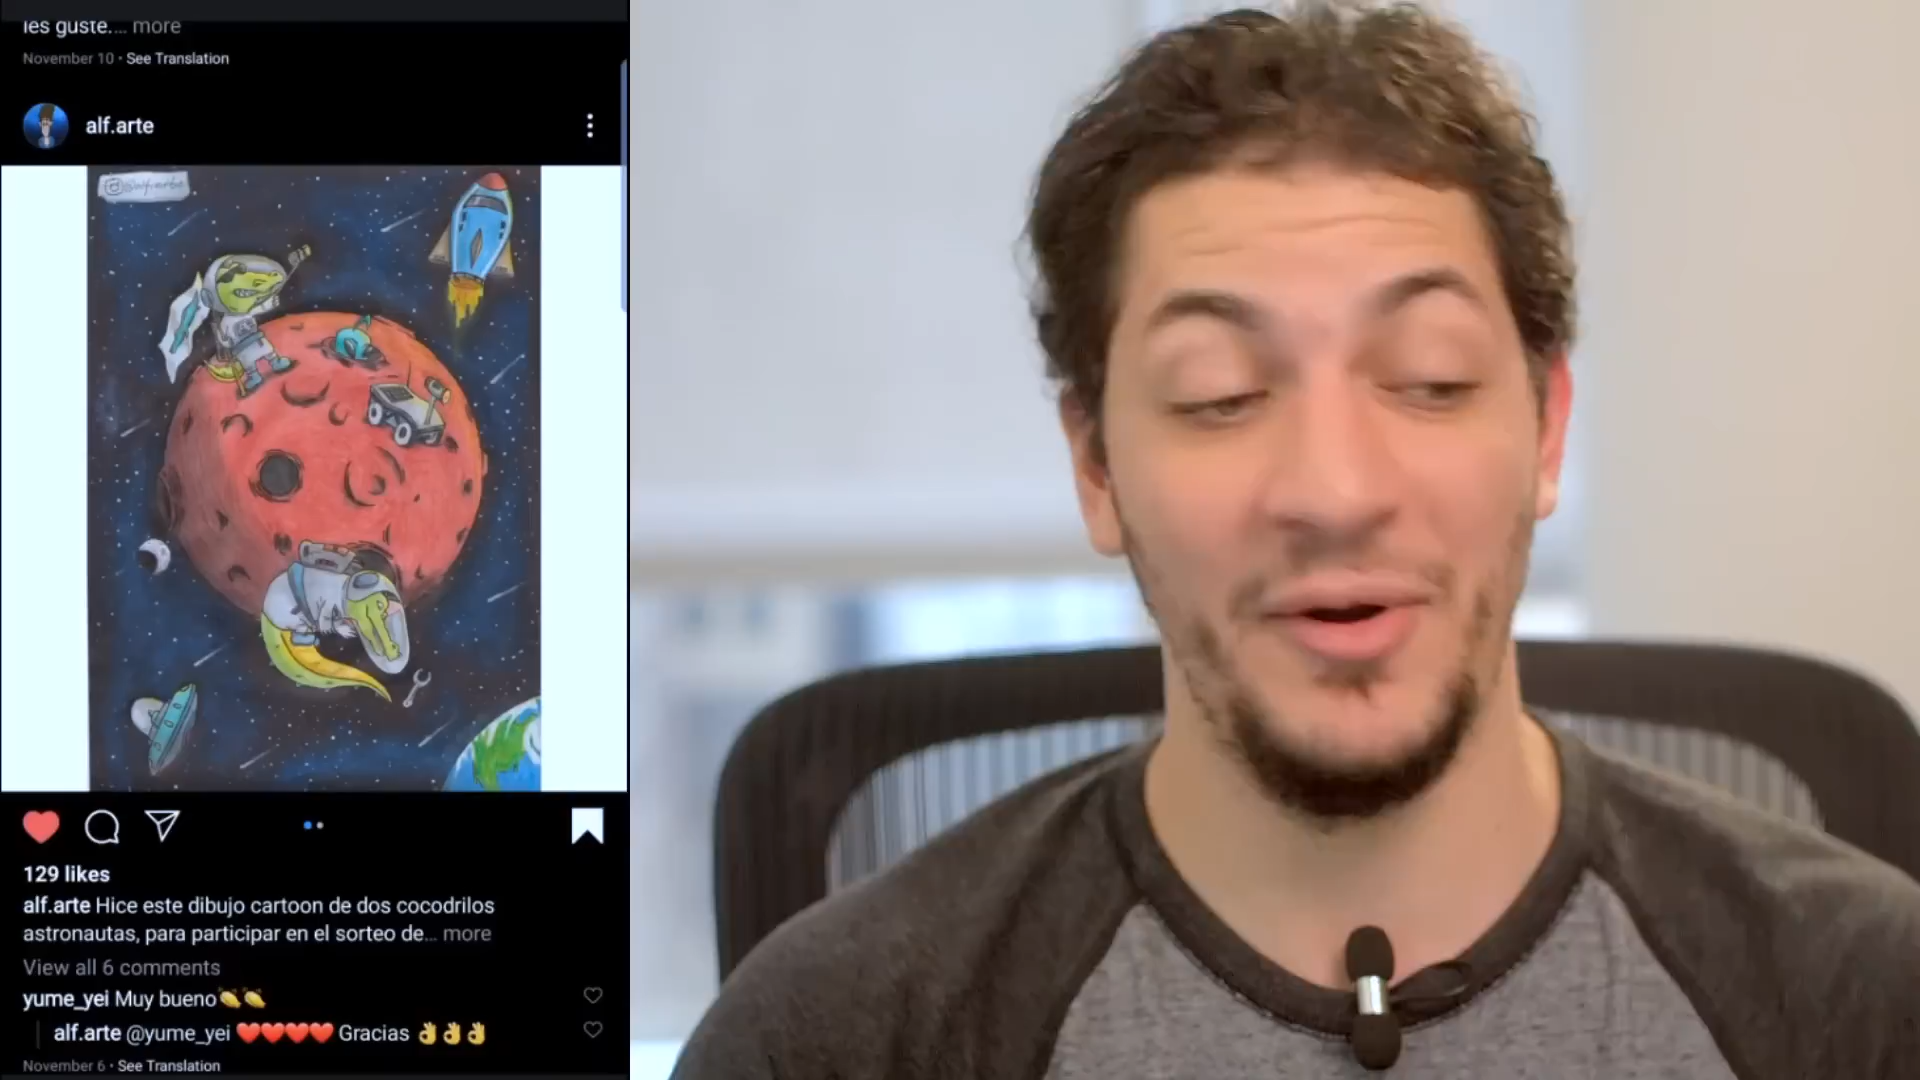 les guste.... more
November 10 • See Translation
alf.arte
129 likes
alf.arte Hice este dibujo cartoon de dos cocodrilos
astronautas, para participar en el sorteo de... more
View all 6 comments
yume_yei Muy bueno👏👏
alf.arte @yume_yei ❤️❤️❤️❤️ Gracias 👌👌👌
November 6 • See Translation